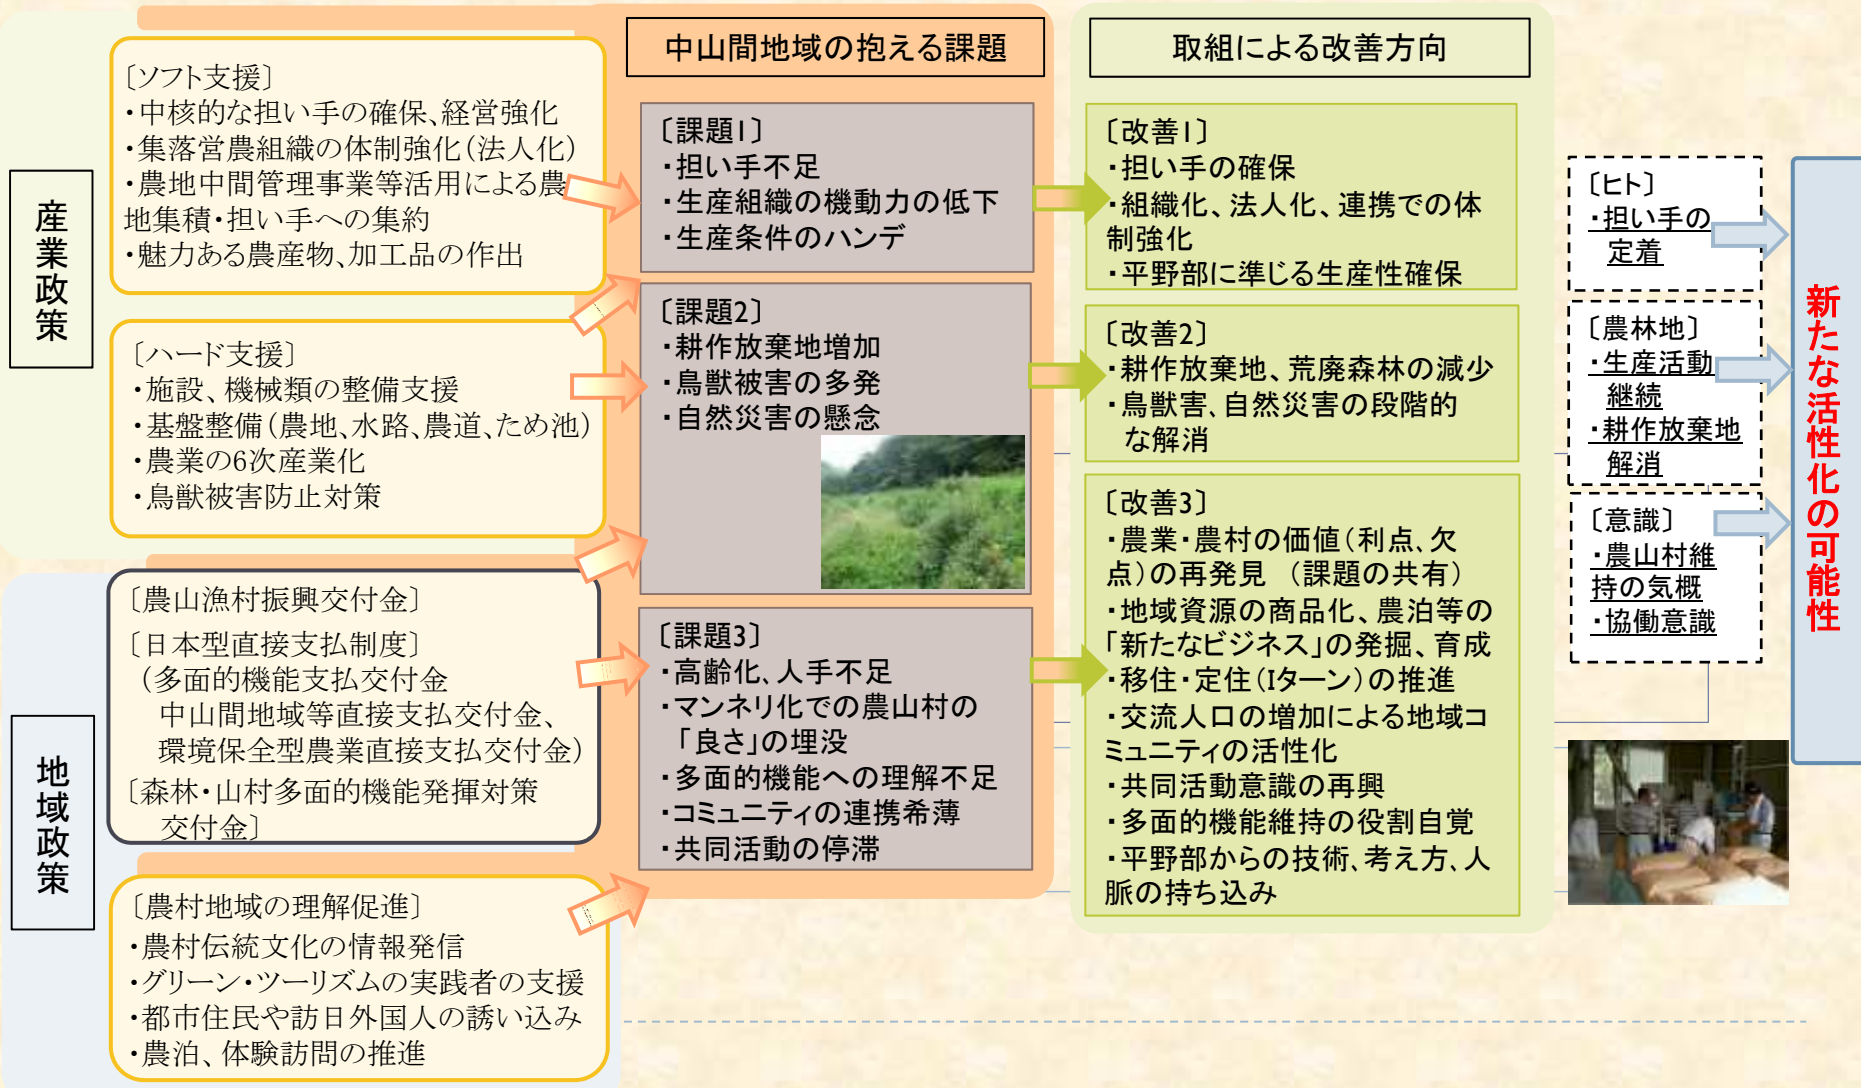 産業政策
〔ソフト支援〕
・中核的な担い手の確保、経営強化
・集落営農組織の体制強化（法人化）
・農地中間管理事業等活用による農
地集積・担い手への集約
・魅力ある農産物、加工品の作出
〔ハード支援〕
・施設、機械類の整備支援
・基盤整備（農地、水路、農道、ため池）
・農業の6次産業化
・鳥獣被害防止対策
地域政策
〔農山漁村振興交付金〕
〔日本型直接支払制度〕
（多面的機能支払交付金
中山間地域等直接支払交付金、
環境保全型農業直接支払交付金）
〔森林・山村多面的機能発揮対策
交付金〕
〔農村地域の理解促進〕
・農村伝統文化の情報発信
・グリーン・ツーリズムの実践者の支援
・都市住民や訪日外国人の誘い込み
・農泊、体験訪問の推進
中山間地域の抱える課題
〔課題1〕
・担い手不足
・生産組織の機動力の低下
・生産条件のハンデ
〔課題2〕
・耕作放棄地増加
・鳥獣被害の多発
・自然災害の懸念
〔課題3〕
・高齢化、人手不足
・マンネリ化での農山村の
「良さ」の埋没
・多面的機能への理解不足
・コミュニティの連携希薄
・共同活動の停滞
取組による改善方向
〔改善1〕
・担い手の確保
・組織化、法人化、連携での体
制強化
・平野部に準じる生産性確保
〔改善2〕
・耕作放棄地、荒廃森林の減少
・鳥獣害、自然災害の段階的
な解消
〔改善3〕
・農業・農村の価値（利点、欠
点）の再発見　（課題の共有）
・地域資源の商品化、農泊等の
「新たなビジネス」の発掘、育成
・移住・定住（Iターン）の推進
・交流人口の増加による地域コ
ミュニティの活性化
・共同活動意識の再興
・多面的機能維持の役割自覚
・平野部からの技術、考え方、人
脈の持ち込み
〔ヒト〕
・担い手の
定着
〔農林地〕
・生産活動
継続
・耕作放棄地
解消
〔意識〕
・農山村維
持の気概
・協働意識
新たな活性化の可能性